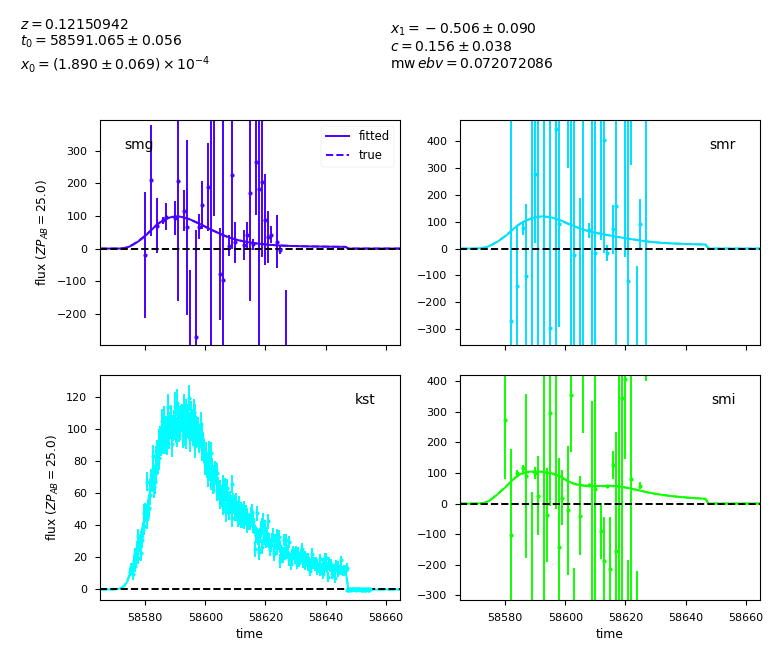 z = 0.12150942
t₀ = 58591.065 ± 0.056
x₀ = (1.890 ± 0.069) × 10⁻⁴
x₁ = −0.506 ± 0.090
c = 0.156 ± 0.038
mw ebv = 0.072072086
smg
fitted
true
300
200
100
0
−100
−200
flux (ZP_AB = 25.0)
smr
400
300
200
100
0
−100
−200
−300
kst
120
100
80
60
40
20
0
flux (ZP_AB = 25.0)
58580 58600 58620 58640 58660
time
smi
400
300
200
100
0
−100
−200
−300
58580 58600 58620 58640 58660
time